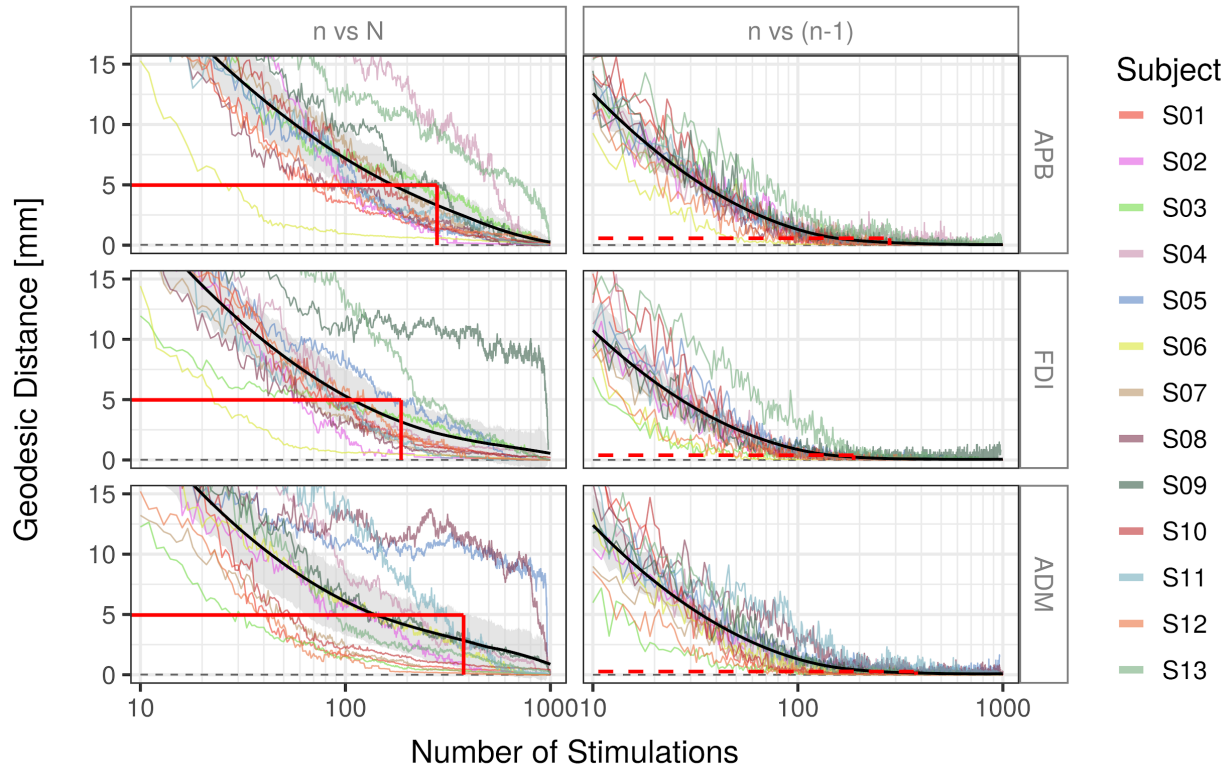 n vs N
n vs (n-1)
Geodesic Distance [mm]
15
10
5
0
APB
15
10
5
0
FDI
15
10
5
0
ADM
10
100
1000
10
100
1000
Number of Stimulations
Subject
S01
S02
S03
S04
S05
S06
S07
S08
S09
S10
S11
S12
S13